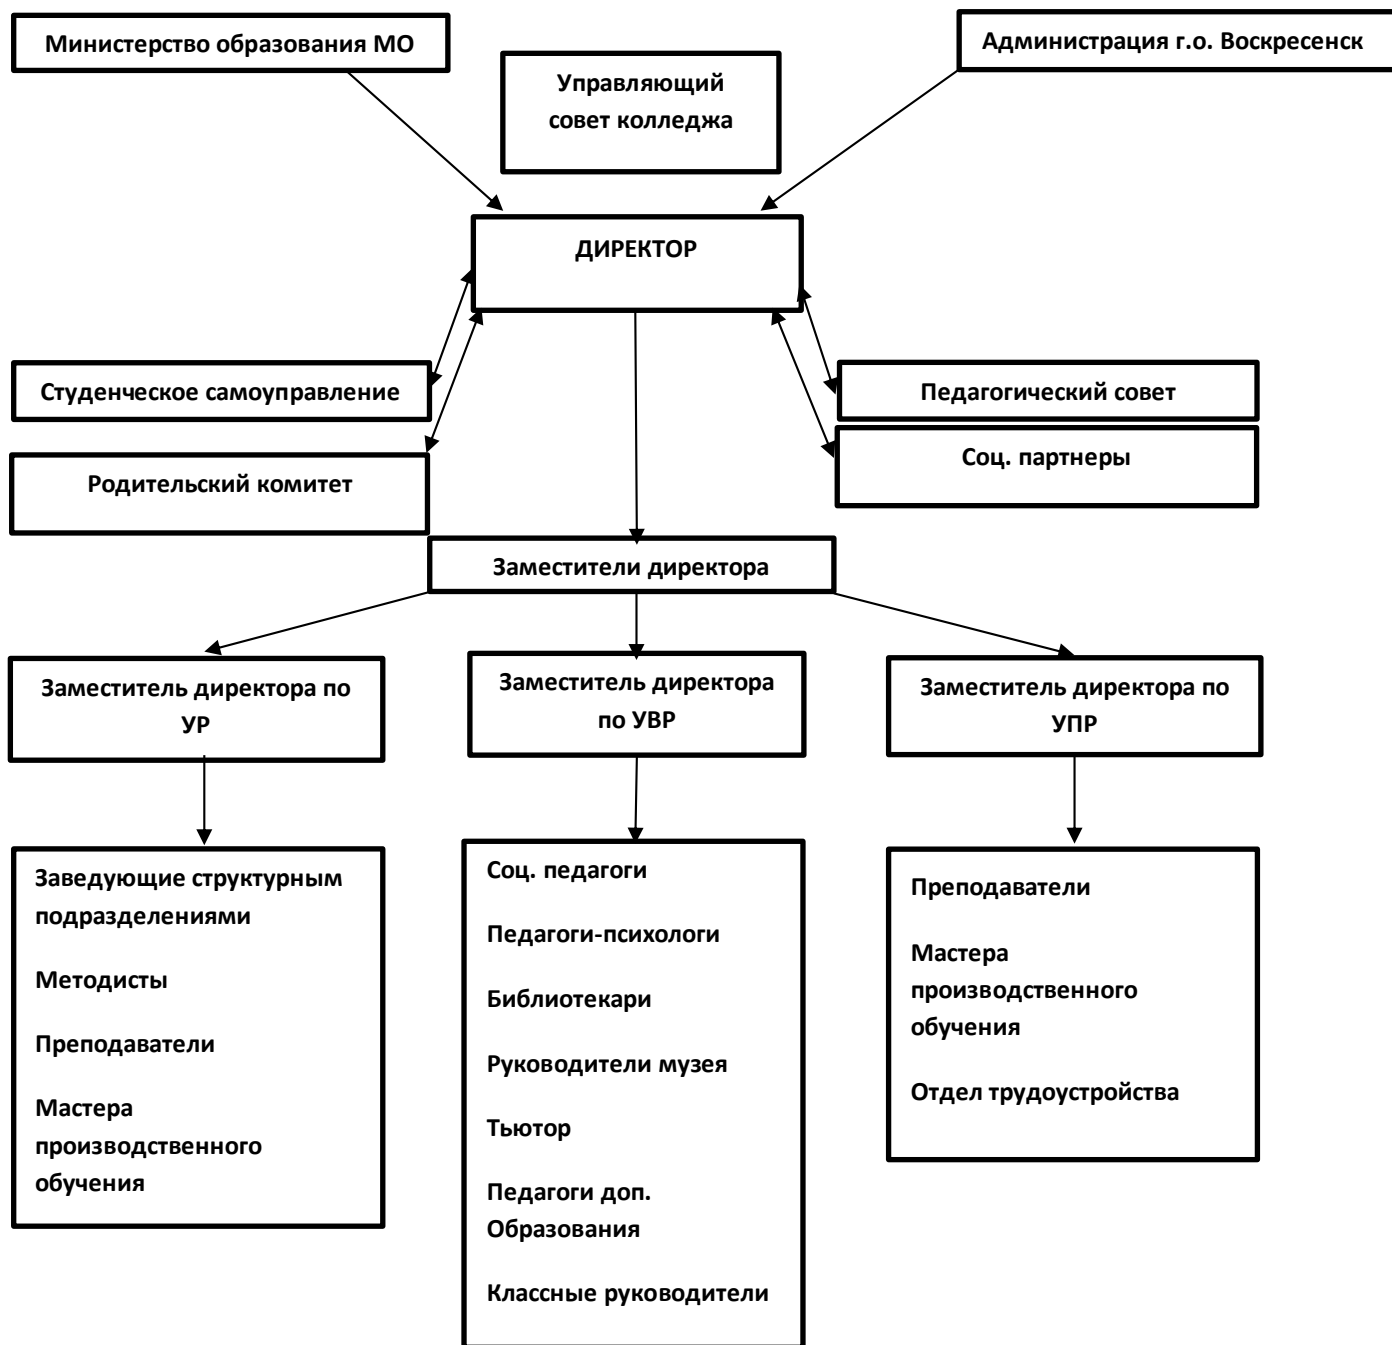 Министерство образования МО
Администрация г.о. Воскресенск
Управляющий
совет колледжа
ДИРЕКТОР
Студенческое самоуправление
Педагогический совет
Родительский комитет
Соц. партнеры
Заместители директора
Заместитель директора по
УР
Заместитель директора
по УВР
Заместитель директора по
УПР
Заведующие структурным
подразделениями
Методисты
Преподаватели
Мастера
производственного
обучения
Соц. педагоги
Педагоги-психологи
Библиотекари
Руководители музея
Тьютор
Педагоги доп.
Образования
Классные руководители
Преподаватели
Мастера
производственного
обучения
Отдел трудоустройства